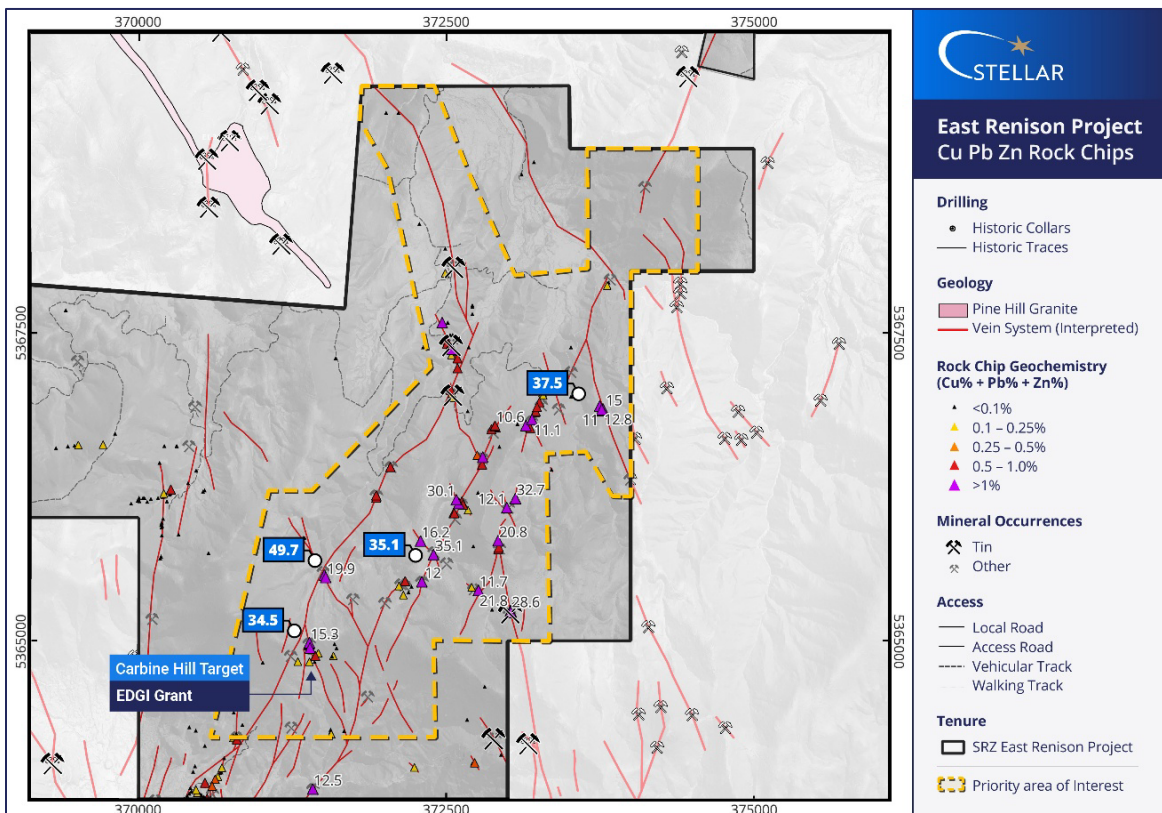 370000
372500
375000
5367500
5367500
37.5
15
11
12.8
10.6
11.1
30.1
12.1
32.7
16.2
35.1
35.1
20.8
49.7
19.9
12
11.7
21.8
28.6
34.5
15.3
5365000
5365000
Carbine Hill Target
EDGI Grant
12.5
370000
372500
375000
STELLAR
East Renison Project
Cu Pb Zn Rock Chips
Drilling
Historic Collars
Historic Traces
Geology
Pine Hill Granite
Vein System (Interpreted)
Rock Chip Geochemistry
(Cu% + Pb% + Zn%)
<0.1%
0.1 – 0.25%
0.25 – 0.5%
0.5 – 1.0%
>1%
Mineral Occurrences
Tin
Other
Access
Local Road
Access Road
Vehicular Track
Walking Track
Tenure
SRZ East Renison Project
Priority area of Interest